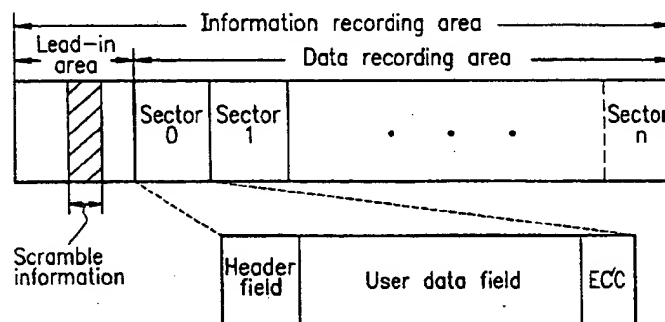 Information recording area
Lead-in
area
Data recording area
Sector
0
Sector
1
Sector
n
Scramble
information
Header
field
User data field
ECC